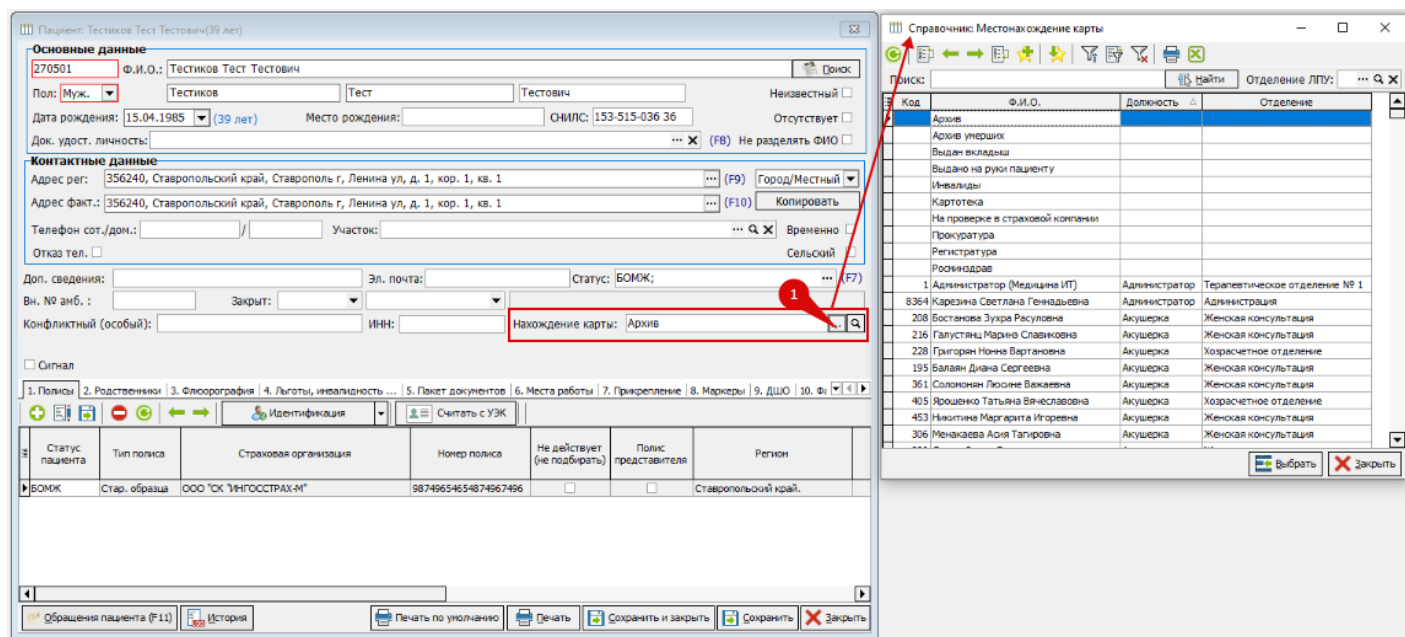 Пациент: Тестиков Тест Тестович(39 лет)
Основные данные
270501 Ф.И.О.: Тестиков Тест Тестович Поиск
Пол: Муж. Тестиков Тест Тестович Неизвестный
Дата рождения: 15.04.1985 (39 лет) Место рождения: СНИЛС: 153-515-036 36 Отсутствует
Док. удост. личность: ... (F8) Не разделять ФИО
Контактные данные
Адрес рег: 356240, Ставропольский край, Ставрополь г, Ленина ул, д. 1, кор. 1, кв. 1 ... (F9) Город/Местный
Адрес факт.: 356240, Ставропольский край, Ставрополь г, Ленина ул, д. 1, кор. 1, кв. 1 ... (F10) Копировать
Телефон сот./дом.: / Участок: ... Временно
Отказ тел. Сельский
Доп. сведения: Эл. почта: Статус: БОМЖ; ... (F7)
Вн. № амб. : Закрыт:
1
Конфликтный (особый): ИНН: Нахождение карты: Архив
Сигнал
1. Полисы 2. Родственники 3. Флюорография 4. Льготы, инвалидность ... 5. Пакет документов 6. Места работы 7. Прикрепление 8. Маркеры 9. ДШО 10.
Идентификация Считать с УЭК
Статус пациента Тип полиса Страховая организация Номер полиса Не действует (не подбирать) Полис представителя Регион
БОМЖ Стар. образца ООО "СК "ИНГОССТРАХ-М" 98749654654874967496 Ставропольский край.
Обращения пациента (F11) История Печать по умолчанию Печать Сохранить и закрыть Сохранить Закрыть
Справочник: Местонахождение карты
Поиск: Найти Отделение ЛПУ: ...
Код Ф.И.О. Должность Отделение
Архив
Архив умерших
Выдан вкладыш
Выдано на руки пациенту
Инвалиды
Картотека
На проверке в страховой компании
Прокуратура
Регистратура
Росминздрав
1 Администратор (Медицина ИТ) Администратор Терапевтическое отделение № 1
8364 Карезина Светлана Геннадьевна Администратор Администрация
208 Бостанова Зухра Расуловна Акушерка Женская консультация
216 Галустянц Марине Славиковна Акушерка Женская консультация
228 Григорян Нонна Вартановна Акушерка Хозрасчетное отделение
195 Балаян Диана Сергеевна Акушерка Женская консультация
361 Соломонян Люсине Важаевна Акушерка Женская консультация
405 Ярошенко Татьяна Вячеславовна Акушерка Хозрасчетное отделение
453 Никитина Маргарита Игоревна Акушерка Женская консультация
306 Менакаева Асия Тагировна Акушерка Женская консультация
Выбрать Закрыть